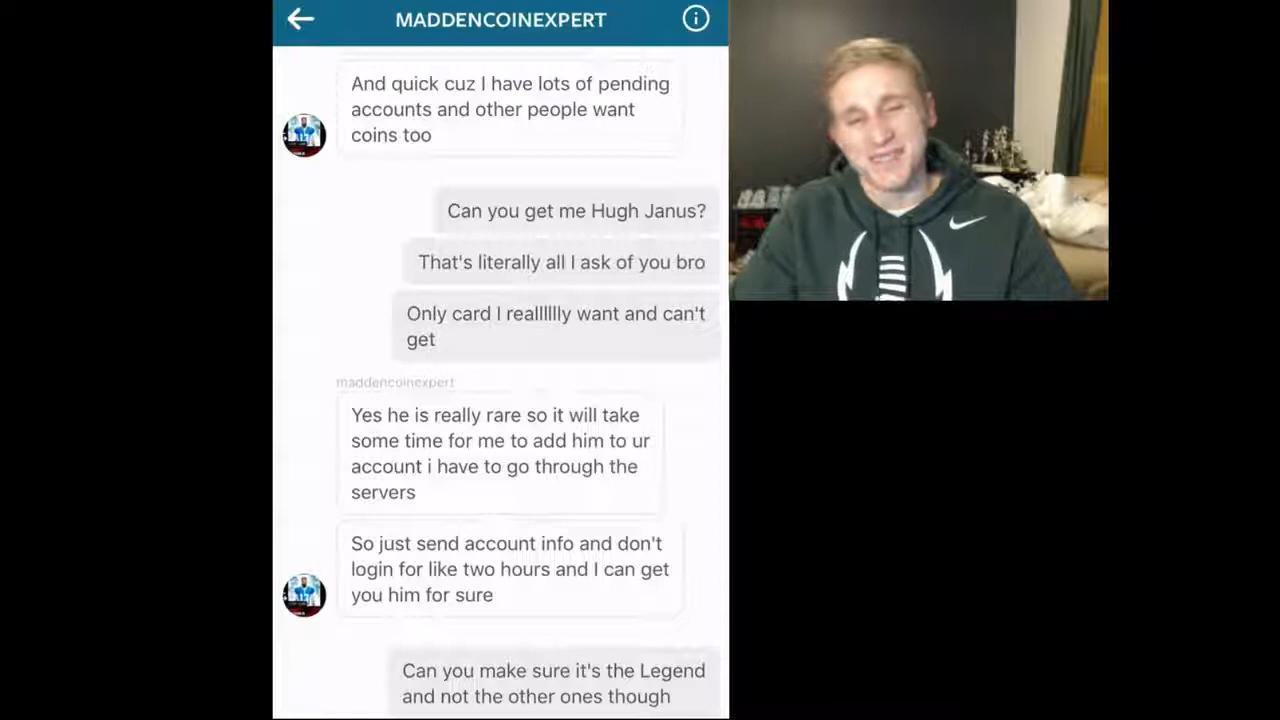 MADDENCOINEXPERT
And quick cuz I have lots of pending
accounts and other people want
coins too
Can you get me Hugh Janus?
That's literally all I ask of you bro
Only card I realllllly want and can't
get
maddencoinexpert
Yes he is really rare so it will take
some time for me to add him to ur
account i have to go through the
servers
So just send account info and don't
login for like two hours and I can get
you him for sure
Can you make sure it's the Legend
and not the other ones though